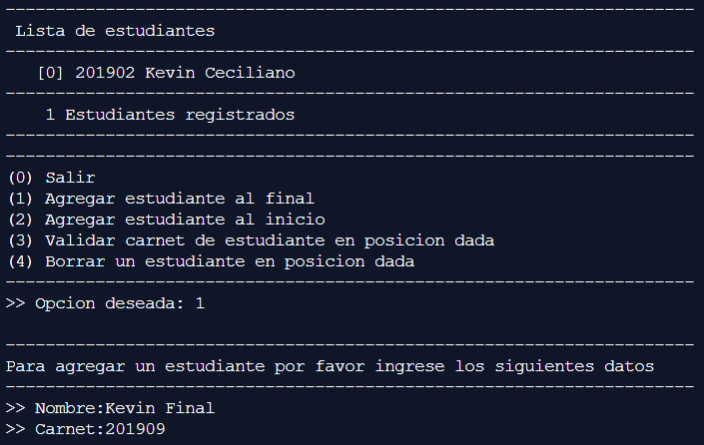 ---------------------------------------------------------------------
Lista de estudiantes
---------------------------------------------------------------------
[0] 201902 Kevin Ceciliano
---------------------------------------------------------------------
1 Estudiantes registrados
---------------------------------------------------------------------
---------------------------------------------------------------------
(0) Salir
(1) Agregar estudiante al final
(2) Agregar estudiante al inicio
(3) Validar carnet de estudiante en posicion dada
(4) Borrar un estudiante en posicion dada
---------------------------------------------------------------------
>> Opcion deseada: 1
---------------------------------------------------------------------
Para agregar un estudiante por favor ingrese los siguientes datos
---------------------------------------------------------------------
>> Nombre:Kevin Final
>> Carnet:201909